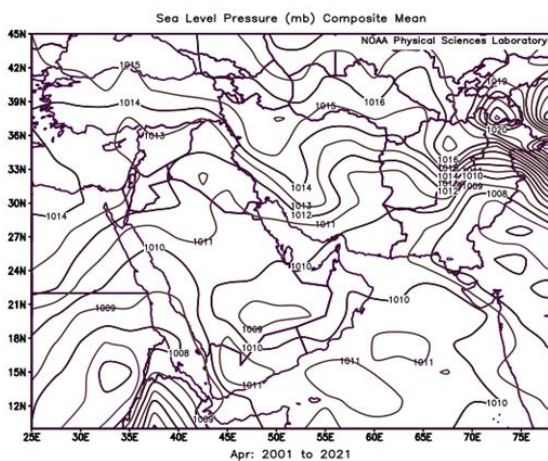 Sea Level Pressure (mb) Composite Mean
NOAA Physical Sciences Laboratory
45N
42N
39N
36N
33N
30N
27N
24N
21N
18N
15N
12N
1015
1014
1013
1014
1015
1016
1019
1020
1016
1014
1010
1012
1009
1008
1014
1013
1012
1011
1011
1010
1010
1010
1009
1009
1010
1008
1011
1011
1011
1010
1009
25E 30E 35E 40E 45E 50E 55E 60E 65E 70E 75E
Apr: 2001 to 2021